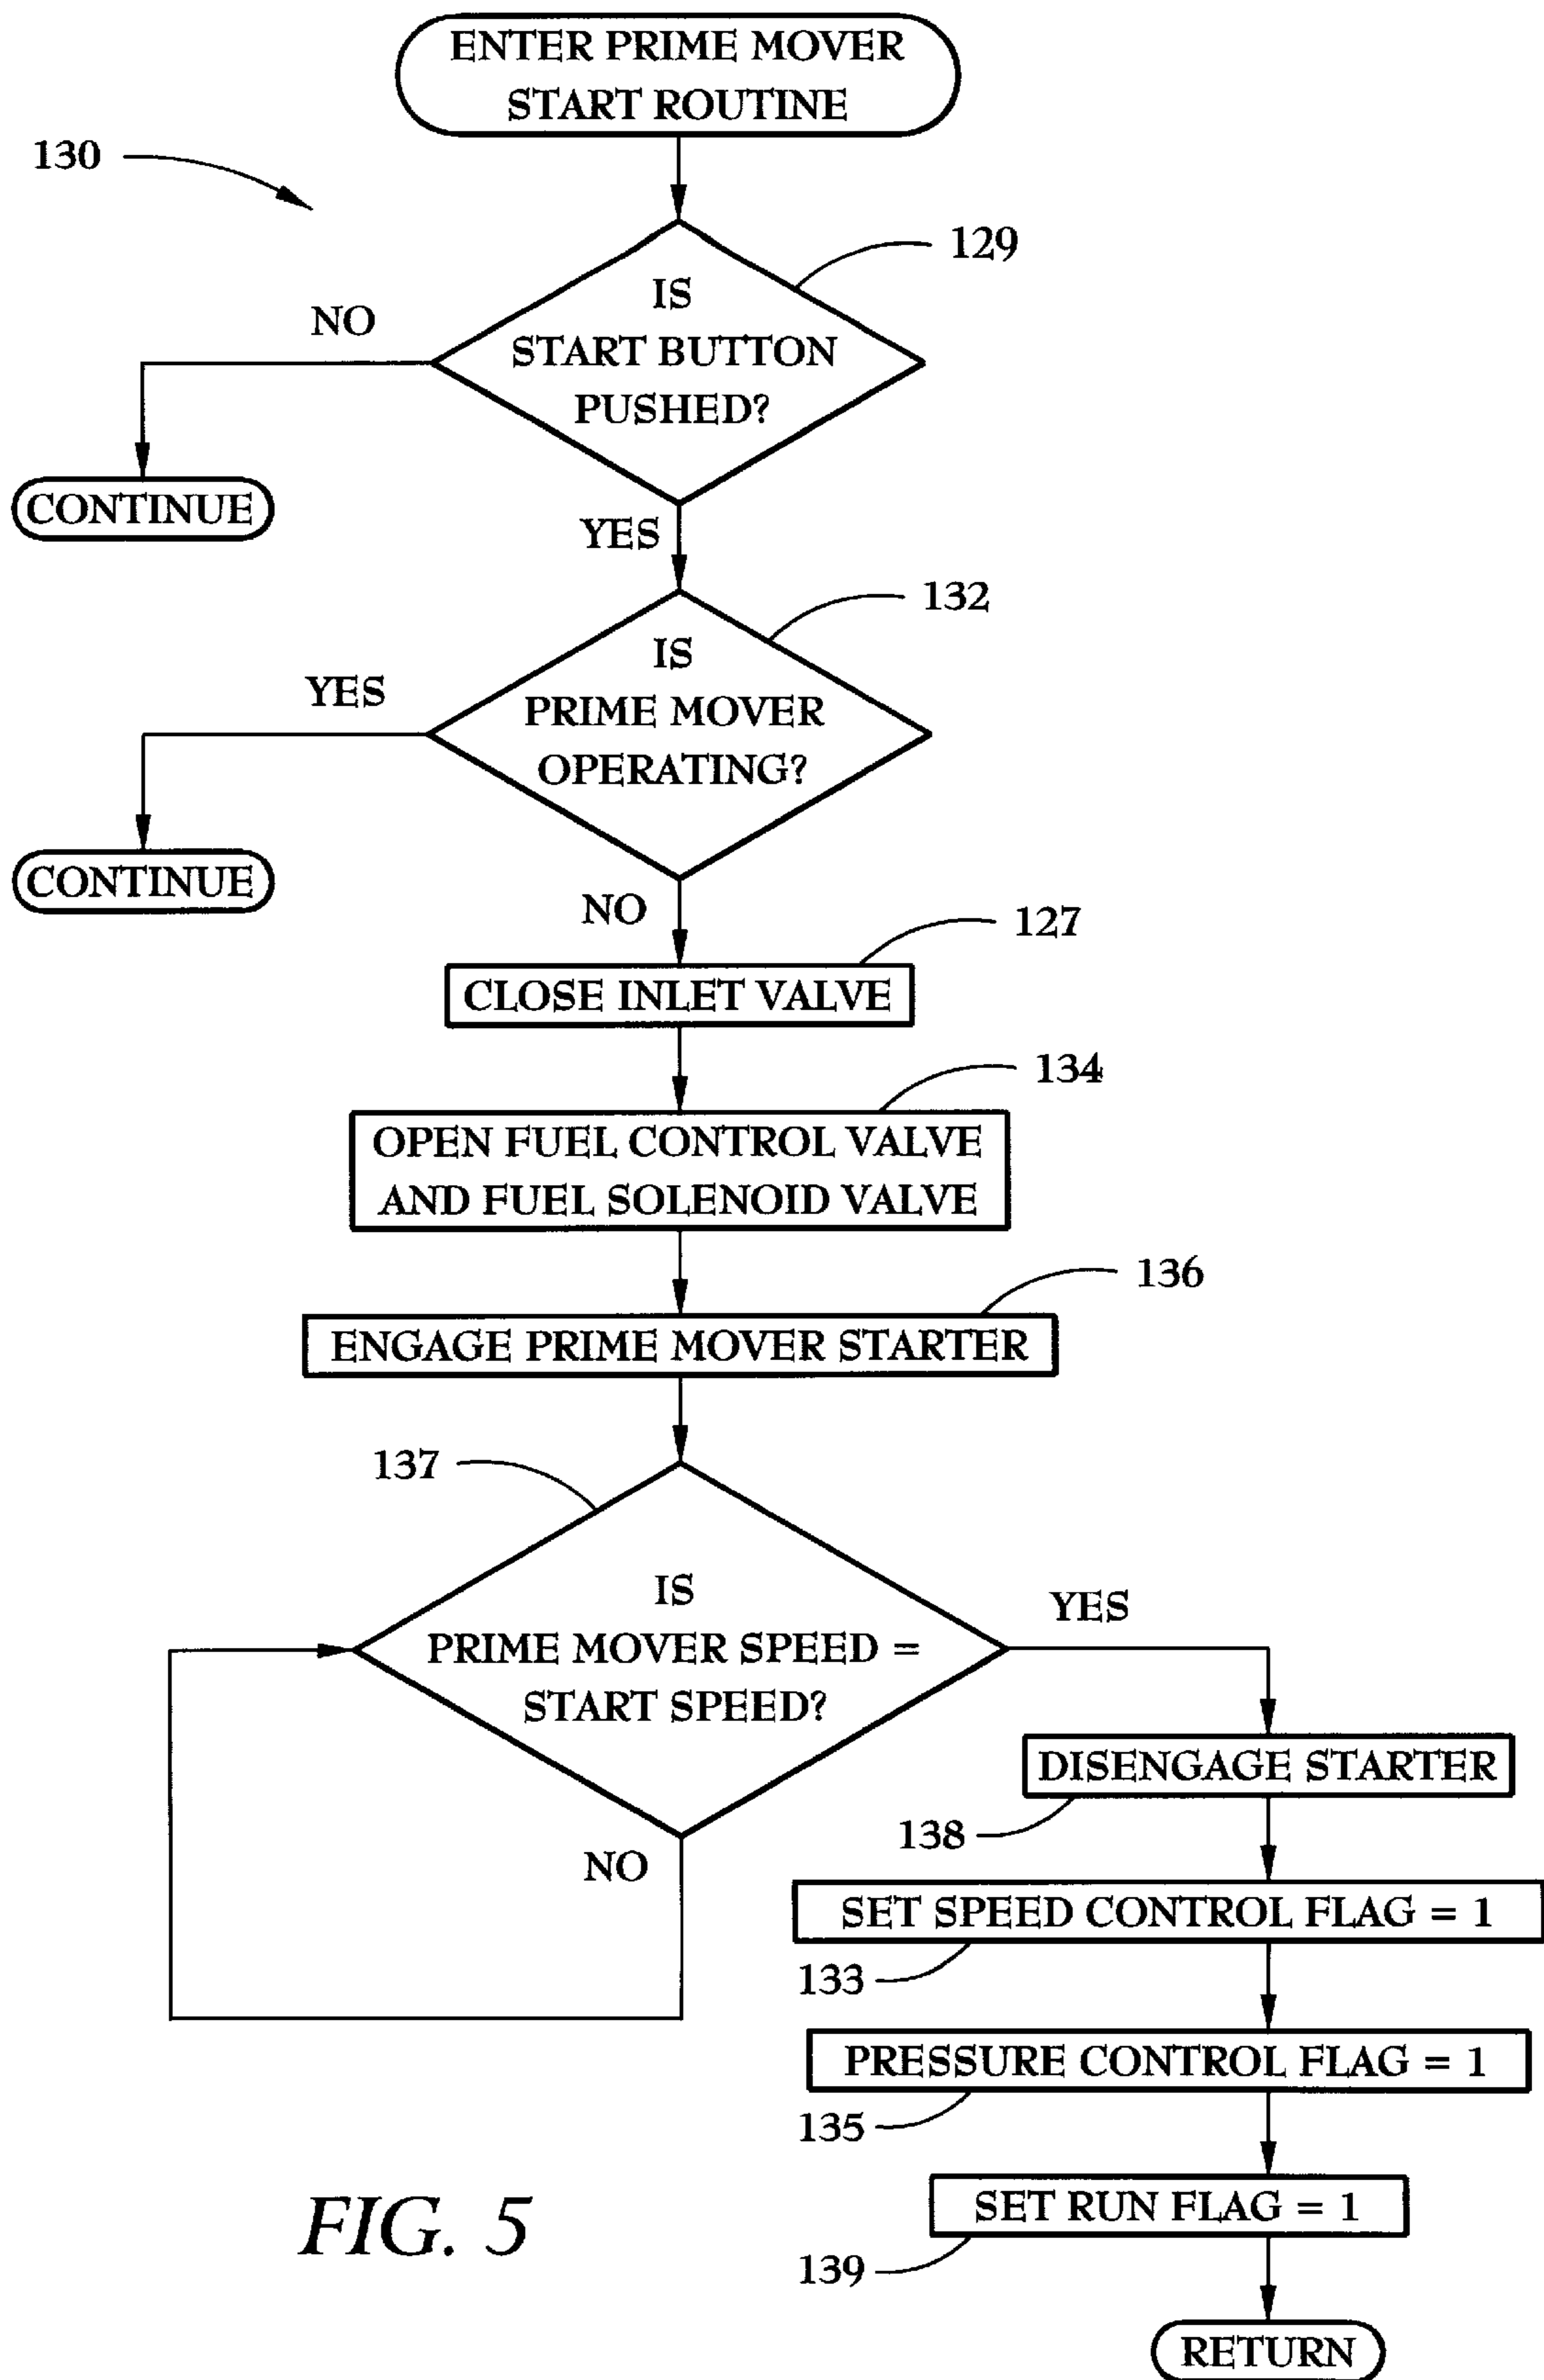 ENTER PRIME MOVER
START ROUTINE
130
129
IS
START BUTTON
PUSHED?
NO
CONTINUE
YES
132
IS
PRIME MOVER
OPERATING?
YES
CONTINUE
NO
127
CLOSE INLET VALVE
134
OPEN FUEL CONTROL VALVE
AND FUEL SOLENOID VALVE
136
ENGAGE PRIME MOVER STARTER
137
IS
PRIME MOVER SPEED =
START SPEED?
YES
NO
DISENGAGE STARTER
138
SET SPEED CONTROL FLAG = 1
133
PRESSURE CONTROL FLAG = 1
135
SET RUN FLAG = 1
139
RETURN
FIG. 5